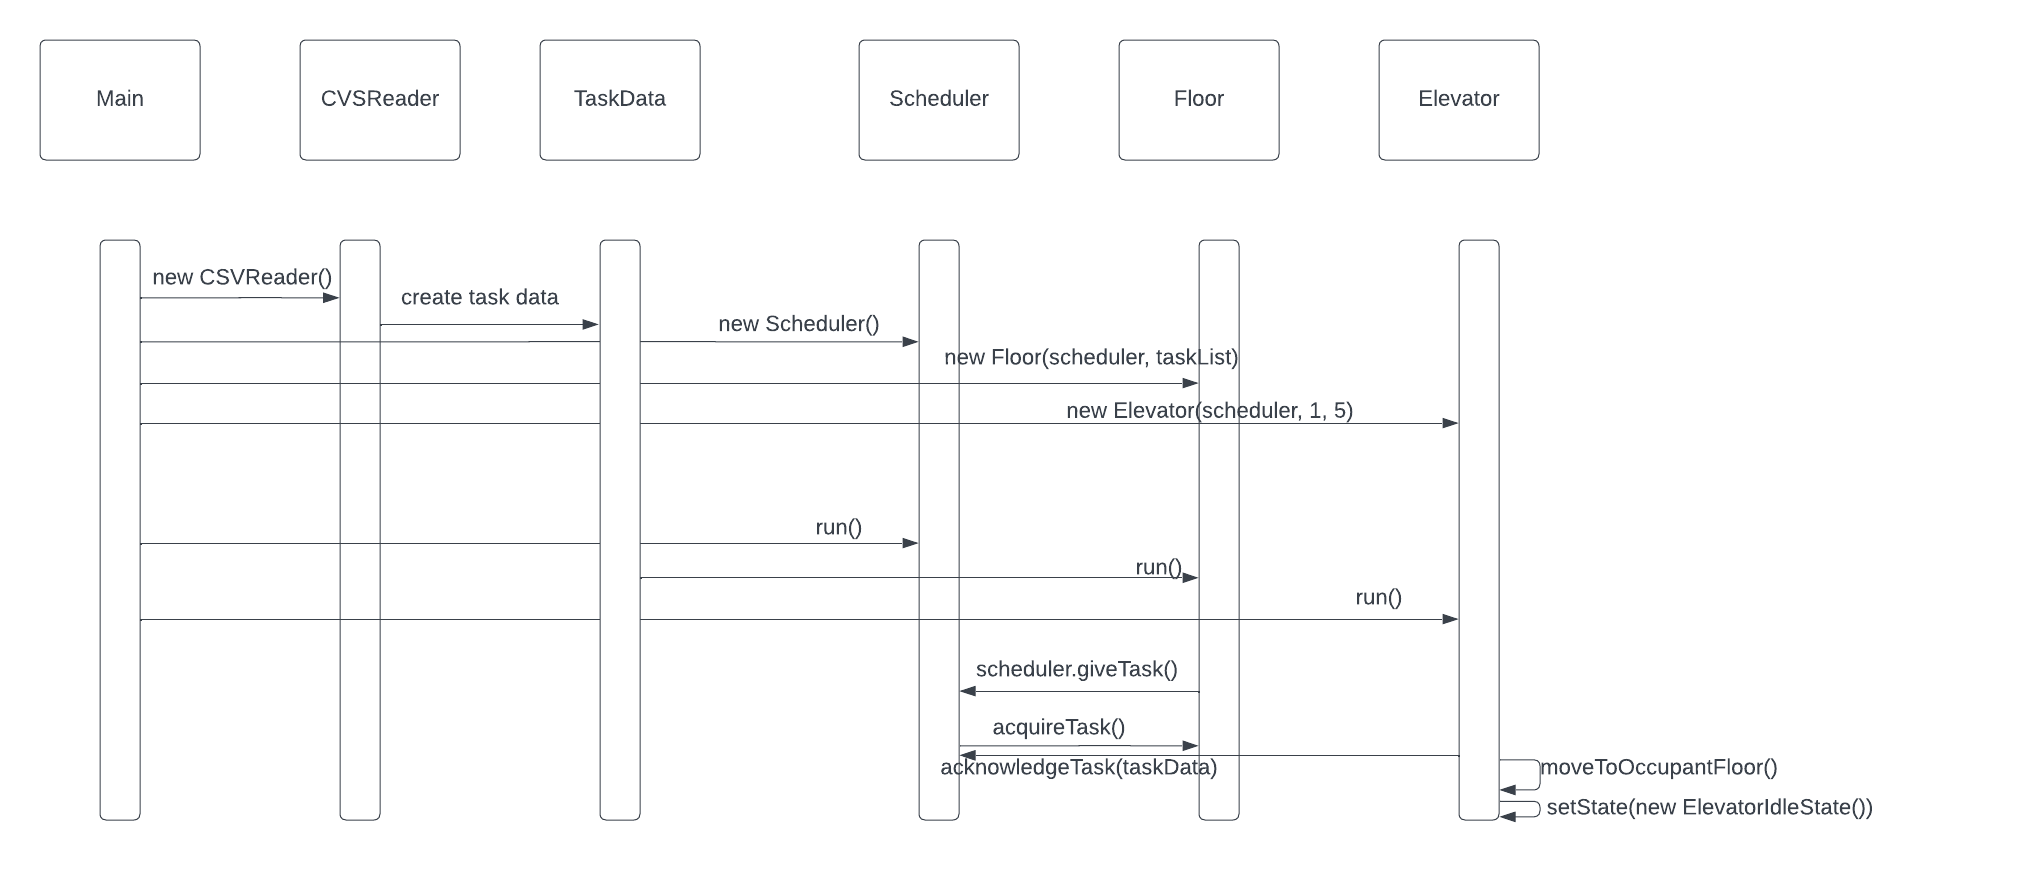 Main
CVSReader
TaskData
Scheduler
Floor
Elevator
new CSVReader()
create task data
new Scheduler()
new Floor(scheduler, taskList)
new Elevator(scheduler, 1, 5)
run()
run()
run()
scheduler.giveTask()
acquireTask()
acknowledgeTask(taskData)
moveToOccupantFloor()
setState(new ElevatorIdleState())